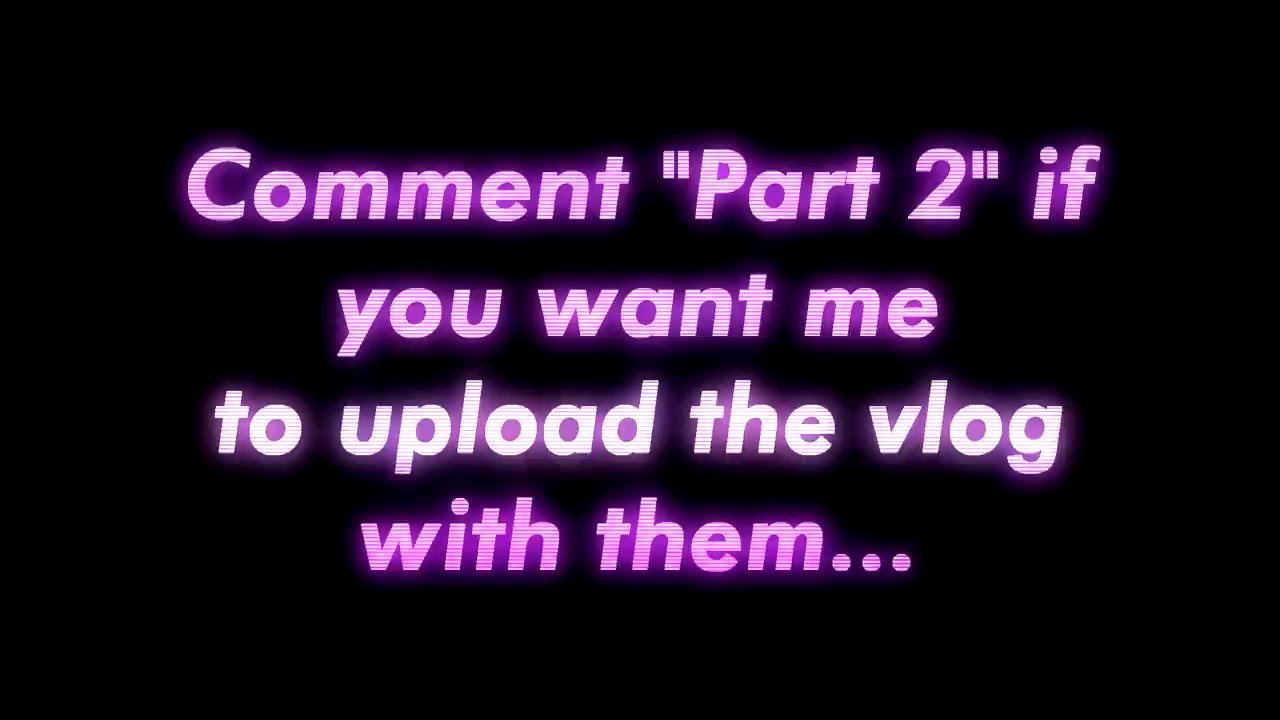 Comment "Part 2" if
you want me
to upload the vlog
with them...